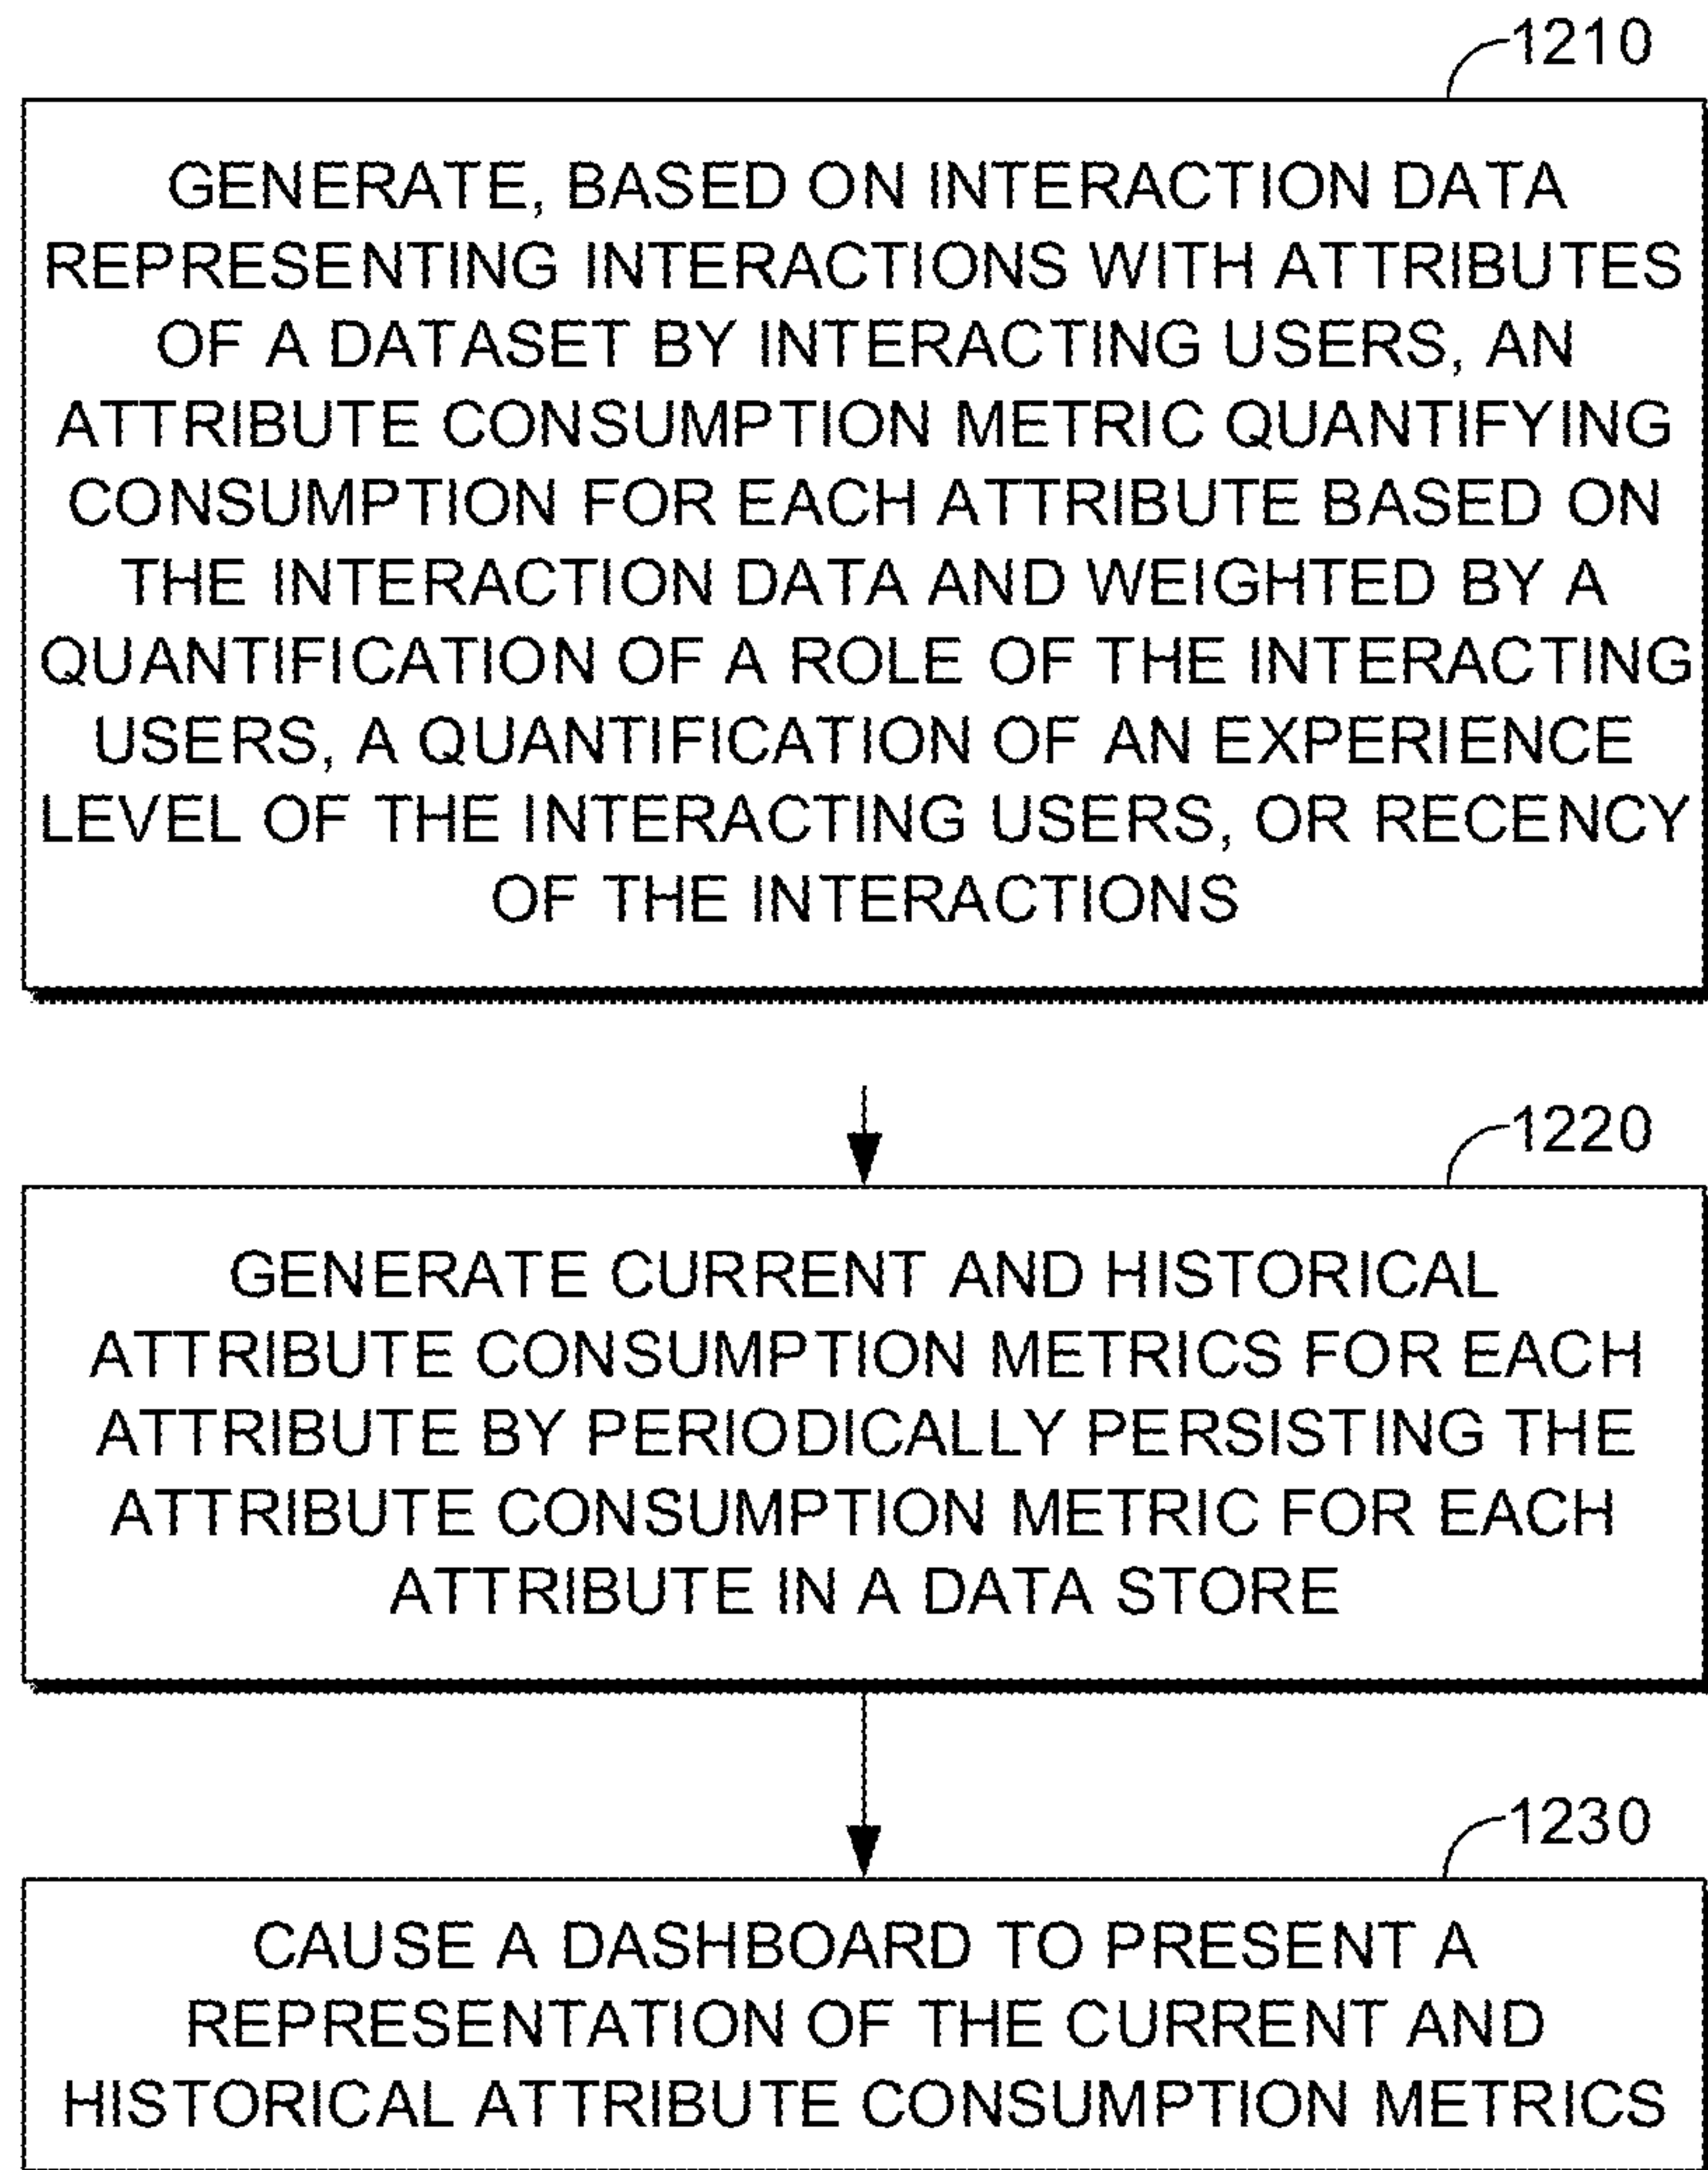 1210
GENERATE, BASED ON INTERACTION DATA
REPRESENTING INTERACTIONS WITH ATTRIBUTES
OF A DATASET BY INTERACTING USERS, AN
ATTRIBUTE CONSUMPTION METRIC QUANTIFYING
CONSUMPTION FOR EACH ATTRIBUTE BASED ON
THE INTERACTION DATA AND WEIGHTED BY A
QUANTIFICATION OF A ROLE OF THE INTERACTING
USERS, A QUANTIFICATION OF AN EXPERIENCE
LEVEL OF THE INTERACTING USERS, OR RECENCY
OF THE INTERACTIONS
1220
GENERATE CURRENT AND HISTORICAL
ATTRIBUTE CONSUMPTION METRICS FOR EACH
ATTRIBUTE BY PERIODICALLY PERSISTING THE
ATTRIBUTE CONSUMPTION METRIC FOR EACH
ATTRIBUTE IN A DATA STORE
1230
CAUSE A DASHBOARD TO PRESENT A
REPRESENTATION OF THE CURRENT AND
HISTORICAL ATTRIBUTE CONSUMPTION METRICS